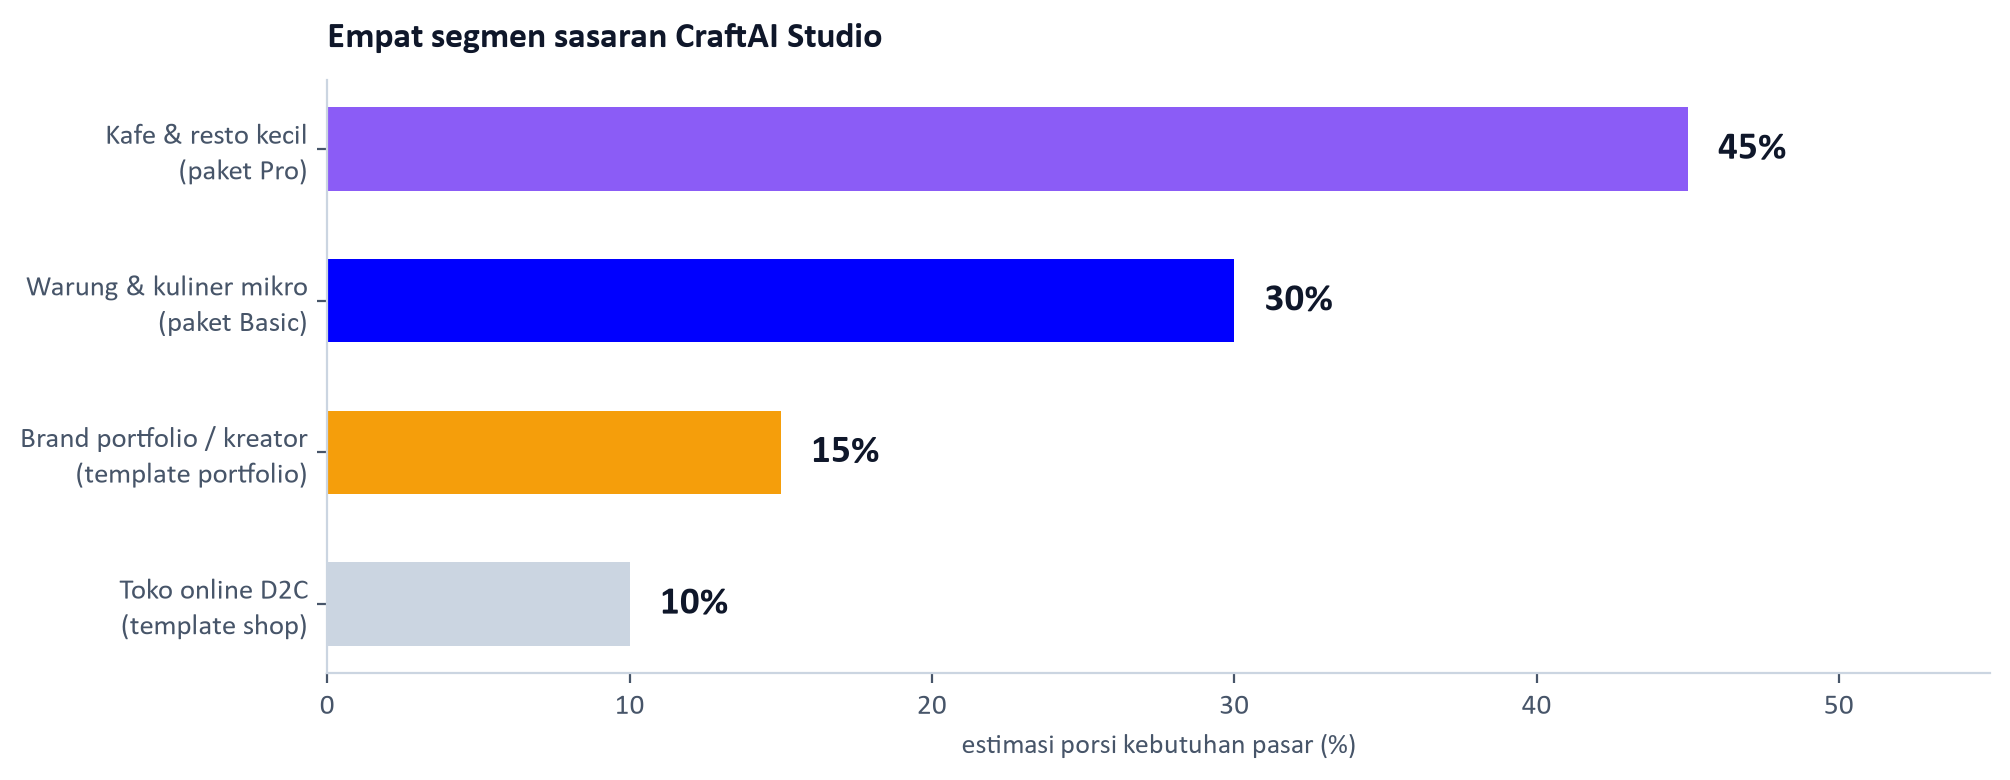 Empat segmen sasaran CraftAI Studio
Kafe & resto kecil
(paket Pro)
45%
Warung & kuliner mikro
(paket Basic)
30%
Brand portfolio / kreator
(template portfolio)
15%
Toko online D2C
(template shop)
10%
0 10 20 30 40 50
estimasi porsi kebutuhan pasar (%)